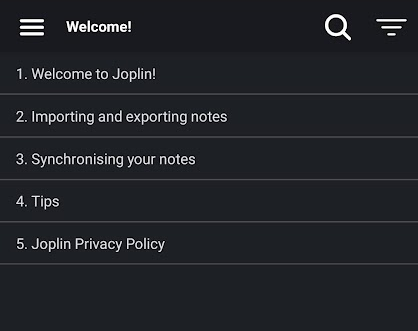 Welcome!
1. Welcome to Joplin!
2. Importing and exporting notes
3. Synchronising your notes
4. Tips
5. Joplin Privacy Policy